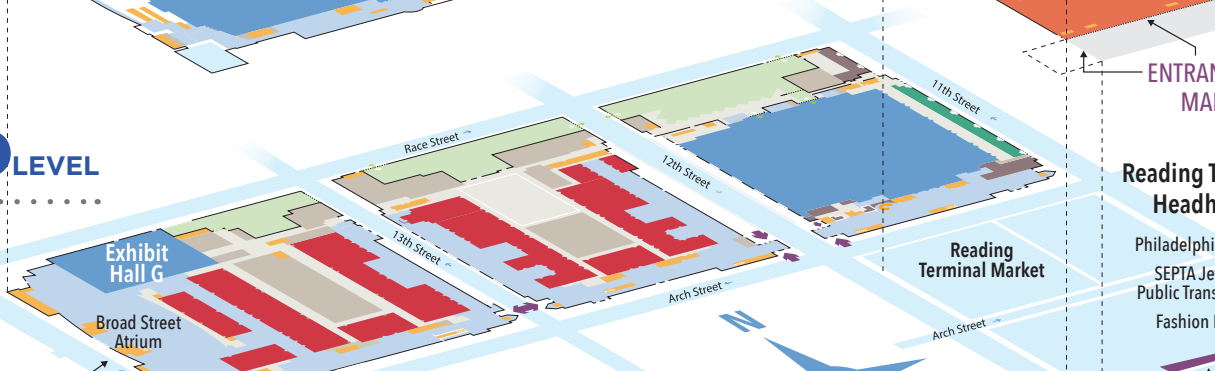 LEVEL
Race Street →
11th Street ←
12th Street →
13th Street ←
Arch Street ←
Arch Street →
Exhibit
Hall G
Broad Street
Atrium
Reading
Terminal Market
N
ENTRAN
MA
Reading T
Headh
Philadelphi
SEPTA Je
Public Trans
Fashion